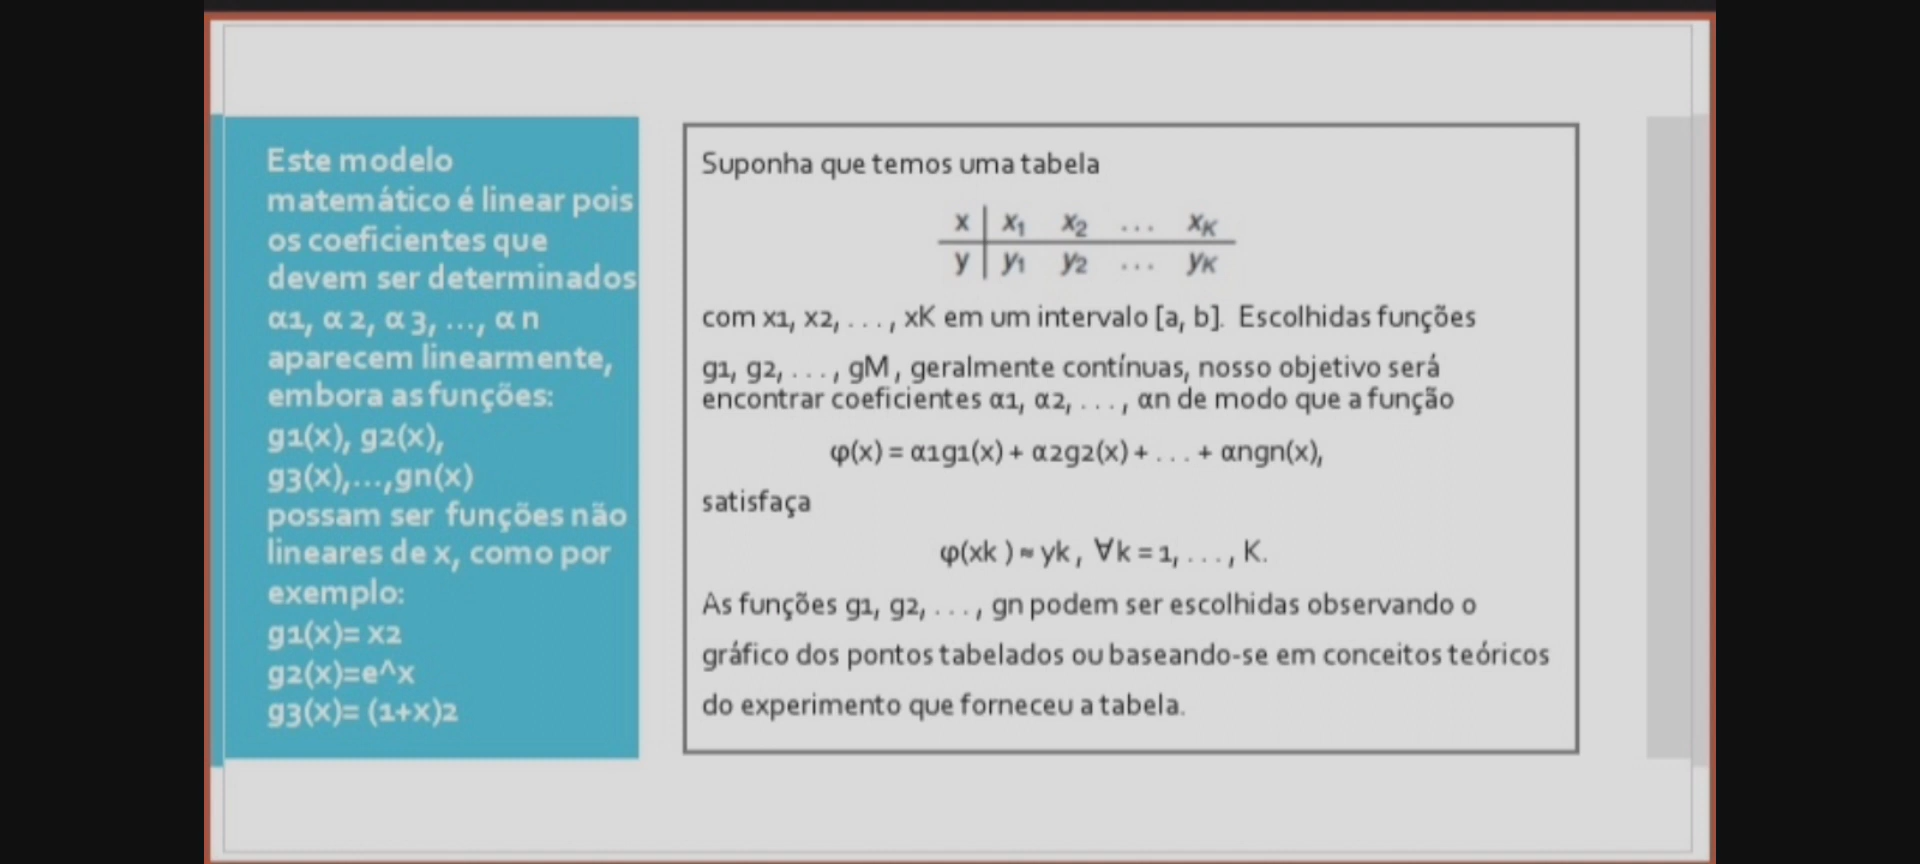 Este modelo
matemático é linear pois
os coeficientes que
devem ser determinados
α1, α 2, α 3, ..., α n
aparecem linearmente,
embora as funções:
g1(x), g2(x),
g3(x),...,gn(x)
possam ser funções não
lineares de x, como por
exemplo:
g1(x)= x2
g2(x)=e^x
g3(x)= (1+x)2
Suponha que temos uma tabela
x | x₁ x₂ ... x_K
y | y₁ y₂ ... y_K
com x1, x2, . . . , xK em um intervalo [a, b]. Escolhidas funções
g1, g2, . . . , gM , geralmente contínuas, nosso objetivo será
encontrar coeficientes α1, α2, . . . , αn de modo que a função
φ(x) = α1g1(x) + α2g2(x) + . . . + αngn(x),
satisfaça
φ(xk ) ≈ yk , ∀k = 1, . . . , K.
As funções g1, g2, . . . , gn podem ser escolhidas observando o
gráfico dos pontos tabelados ou baseando-se em conceitos teóricos
do experimento que forneceu a tabela.